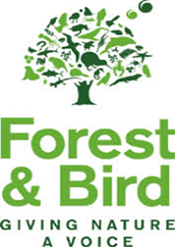 Forest
& Bird
GIVING NATURE
A VOICE